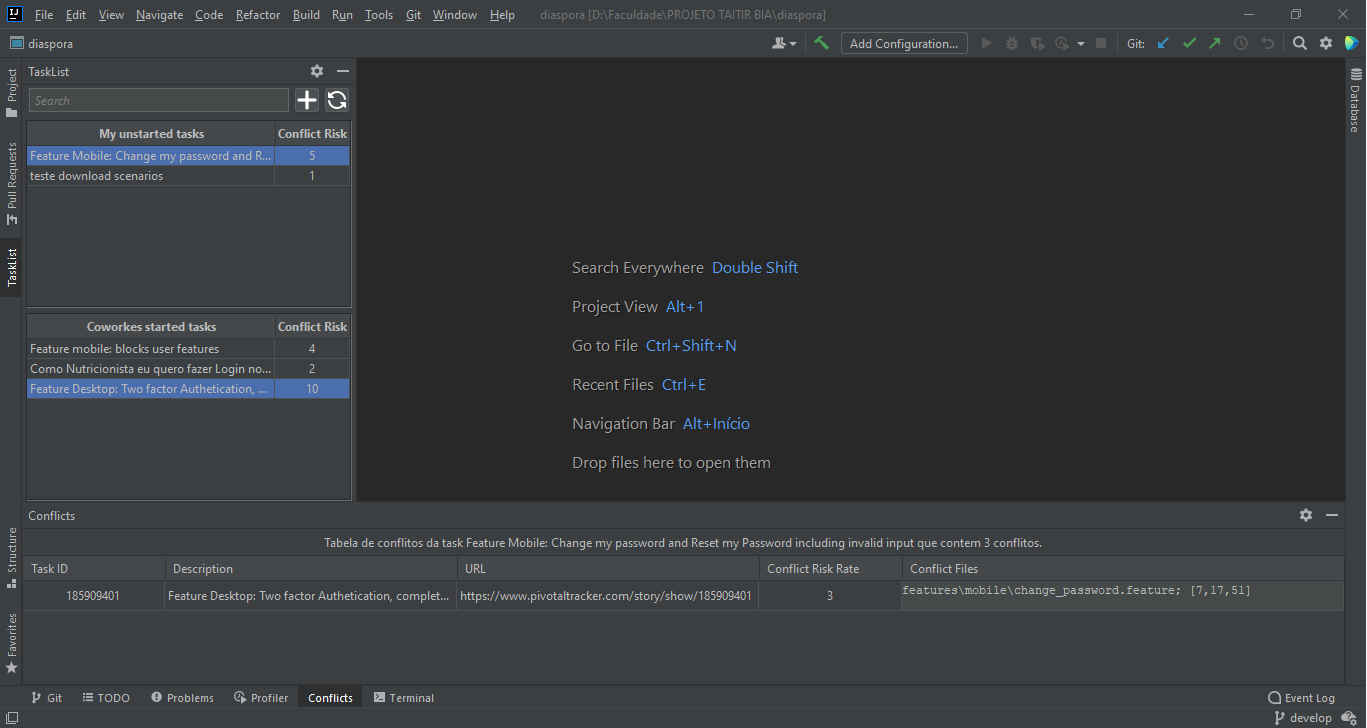 IJ File Edit View Navigate Code Refactor Build Run Tools Git Window Help diaspora [D:\Faculdade\PROJETO TAITIR BIA\diaspora]
diaspora Add Configuration... Git:
Project
Pull Requests
TaskList
Structure
Favorites
TaskList
Search
My unstarted tasks Conflict Risk
Feature Mobile: Change my password and R... 5
teste download scenarios 1
Coworkes started tasks Conflict Risk
Feature mobile: blocks user features 4
Como Nutricionista eu quero fazer Login no... 2
Feature Desktop: Two factor Authetication, ... 10
Search Everywhere Double Shift
Project View Alt+1
Go to File Ctrl+Shift+N
Recent Files Ctrl+E
Navigation Bar Alt+Início
Drop files here to open them
Database
Conflicts
Tabela de conflitos da task Feature Mobile: Change my password and Reset my Password including invalid input que contem 3 conflitos.
Task ID Description URL Conflict Risk Rate Conflict Files
185909401 Feature Desktop: Two factor Authetication, complet... https://www.pivotaltracker.com/story/show/185909401 3 features\mobile\change_password.feature; [7,17,51]
Git TODO Problems Profiler Conflicts Terminal Event Log
develop